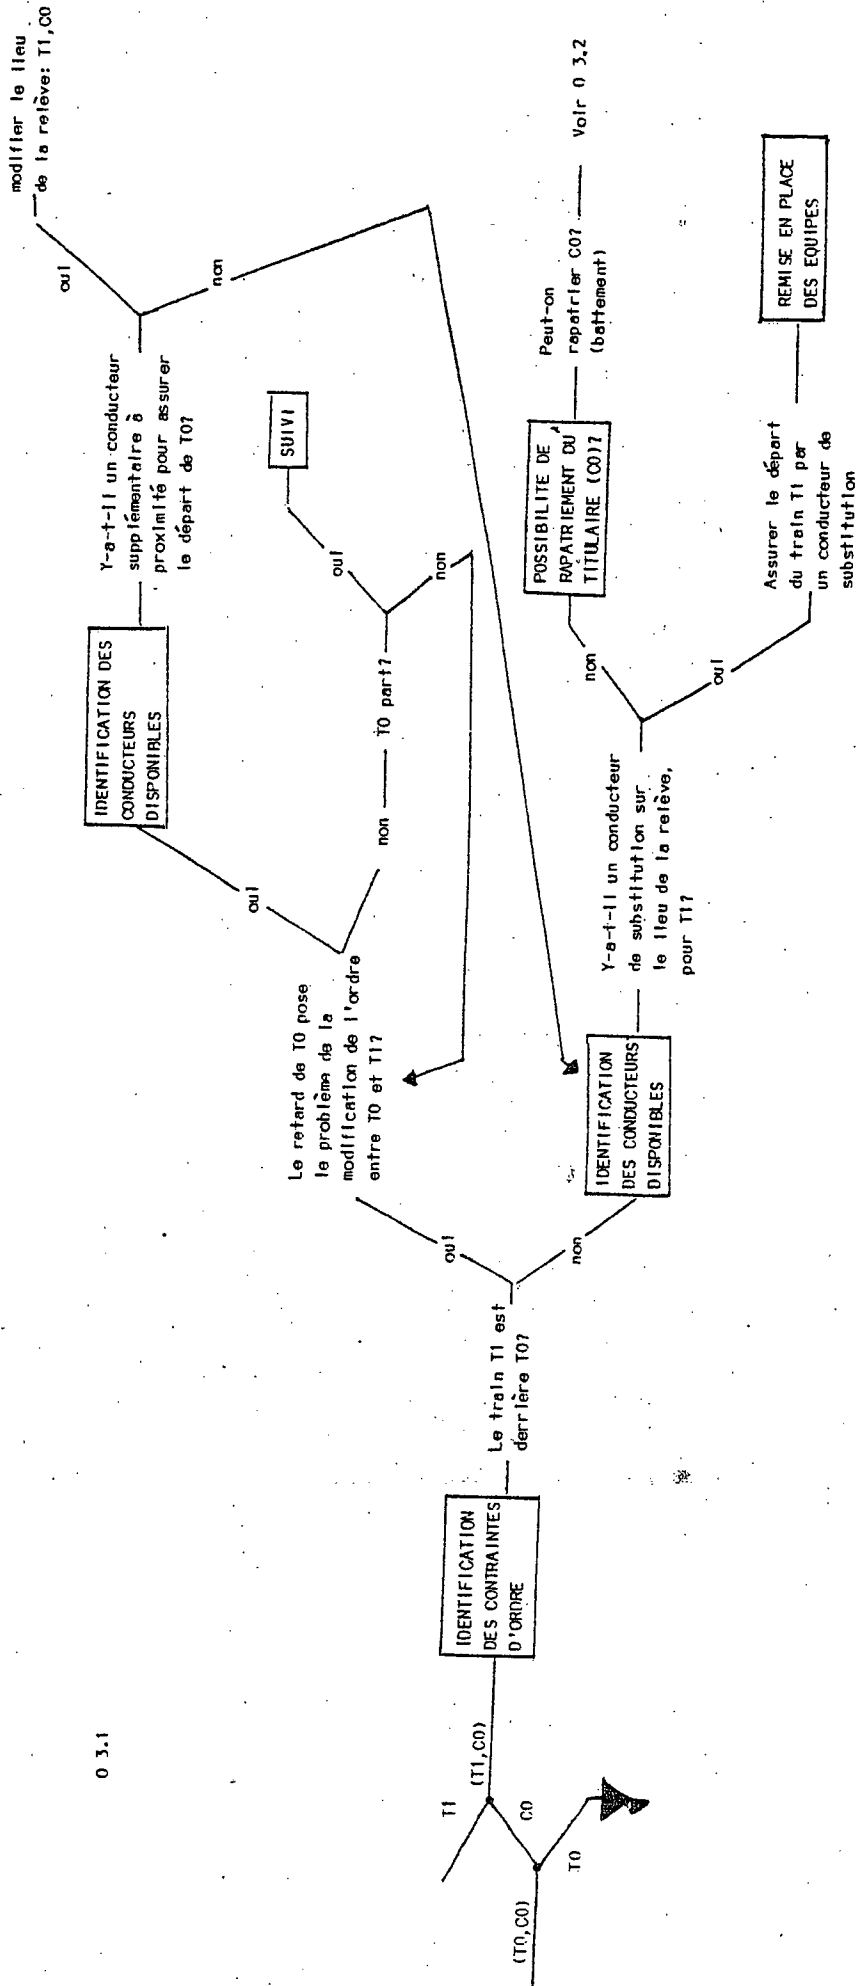 O 3.1
(T0,C0)
T0
C0
T1
(T1,C0)
IDENTIFICATION
DES CONTRAINTES
D'ORDRE
Le train T1 est
derrière T0?
oui
non
Le retard de T0 pose
le problème de la
modification de l'ordre
entre T0 et T1?
oui
non
IDENTIFICATION DES
CONDUCTEURS
DISPONIBLES
Y-a-t-il un conducteur
supplémentaire à
proximité pour assurer
le départ de T0?
oui
non
modifier le lieu
de la relève: T1,C0
T0 part?
oui
non
SUIVI
IDENTIFICATION
DES CONDUCTEURS
DISPONIBLES
Y-a-t-il un conducteur
de substitution sur
le lieu de la relève,
pour T1?
non
oui
POSSIBILITE DE
RAPATRIEMENT DU
TITULAIRE (C0)?
Peut-on
rapatrier C0?
(battement)
Voir O 3.2
Assurer le départ
du train T1 par
un conducteur de
substitution
REMISE EN PLACE
DES EQUIPES